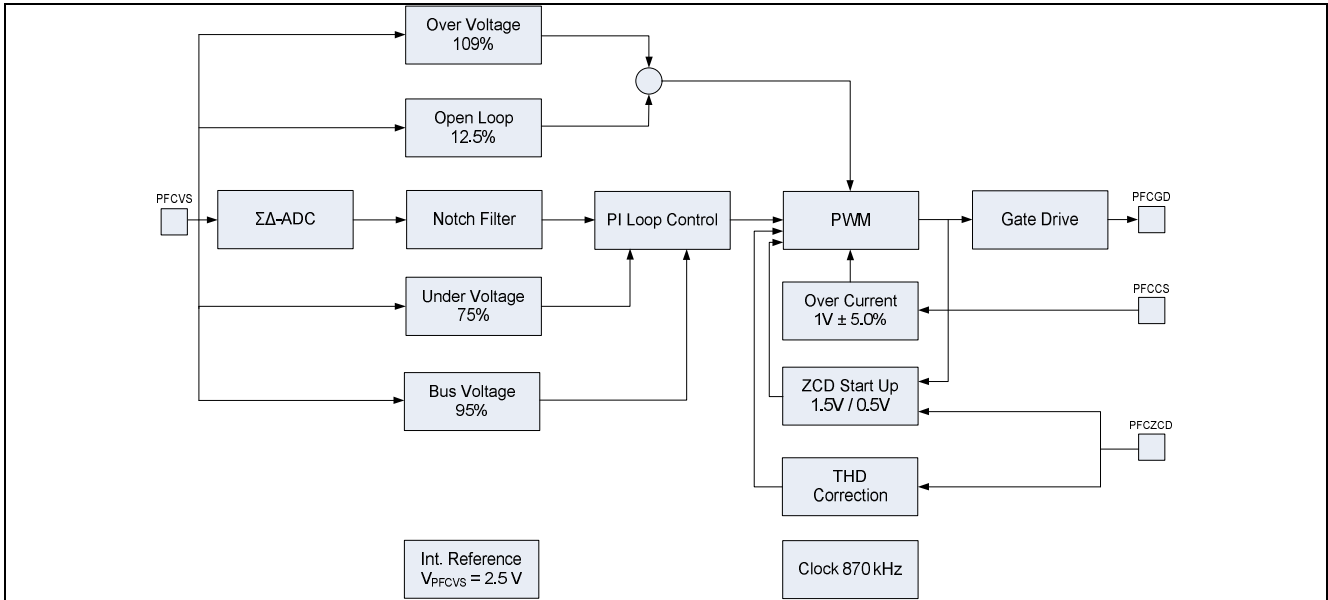 Over Voltage
109%
Open Loop
12.5%
PFCVS
ΣΔ-ADC
Notch Filter
PI Loop Control
PWM
Gate Drive
PFCGD
Under Voltage
75%
Over Current
1V ± 5.0%
PFCCS
Bus Voltage
95%
ZCD Start Up
1.5V / 0.5V
PFCZCD
THD
Correction
Int. Reference
VPFCVS = 2.5 V
Clock 870 kHz